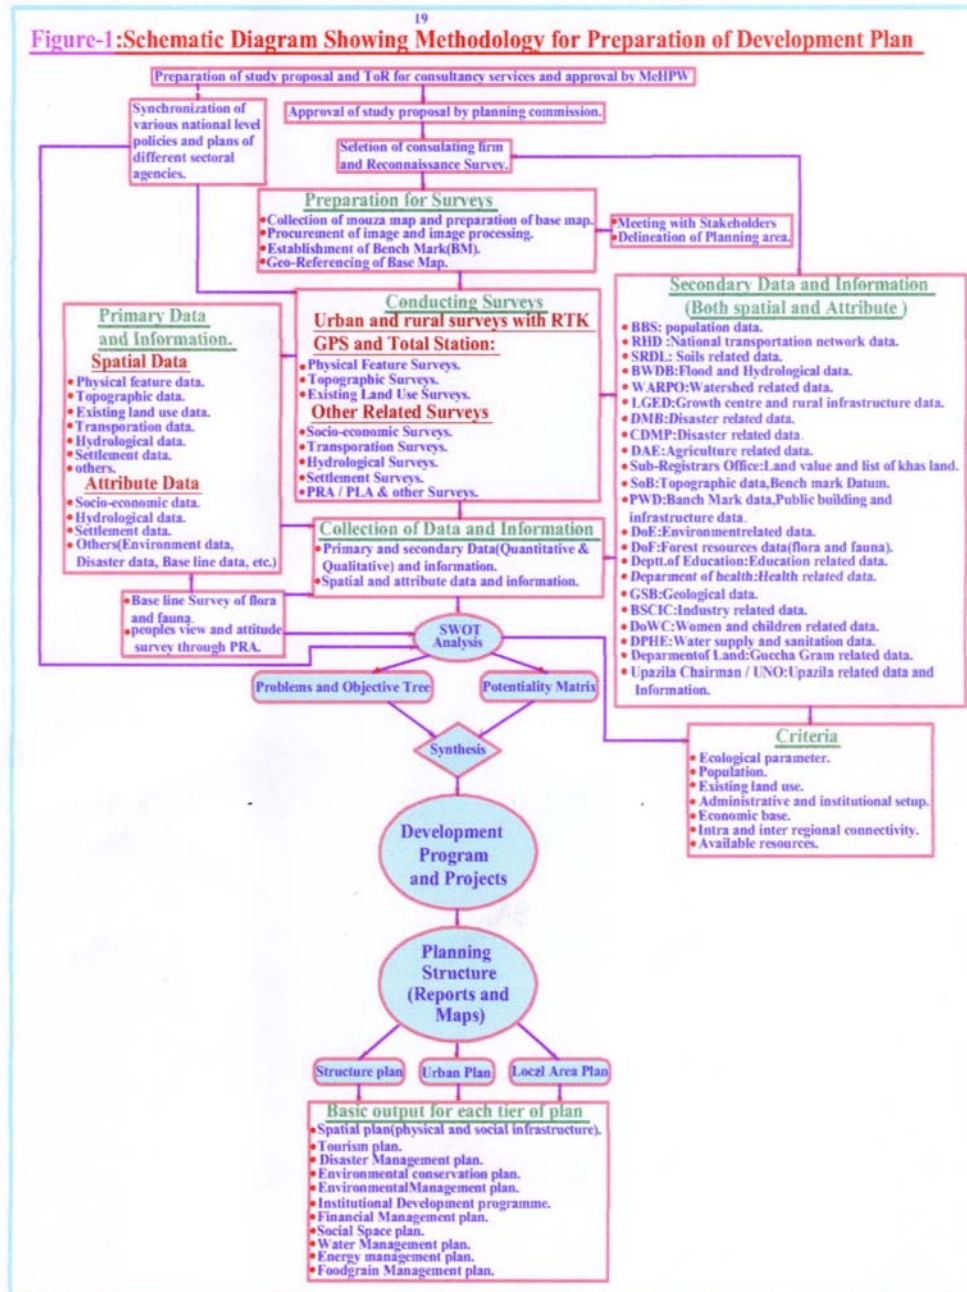 19
Figure-1:Schematic Diagram Showing Methodology for Preparation of Development Plan
Preparation of study proposal and ToR for consultancy services and approval by MeHPW
Synchronization of
various national level
policies and plans of
different sectoral
agencies.
Approval of study proposal by planning commission.
Seletion of consulating firm
and Reconnaissance Survey.
Preparation for Surveys
•Collection of mouza map and preparation of base map.
•Procurement of image and image processing.
•Establishment of Bench Mark(BM).
•Geo-Referencing of Base Map.
•Meeting with Stakeholders
•Delineation of Planning area.
Primary Data
and Information.
Spatial Data
•Physical feature data.
•Topographic data.
•Existing land use data.
•Transporation data.
•Hydrological data.
•Settlement data.
•others.
Attribute Data
•Socio-economic data.
•Hydrological data.
•Settlement data.
•Others(Environment data,
Disaster data, Base line data, etc.)
Conducting Surveys
Urban and rural surveys with RTK
GPS and Total Station:
•Physical Feature Surveys.
•Topographic Surveys.
•Existing Land Use Surveys.
Other Related Surveys
•Socio-economic Surveys.
•Transporation Surveys.
•Hydrological Surveys.
•Settlement Surveys.
•PRA / PLA & other Surveys.
Secondary Data and Information
(Both spatial and Attribute )
•BBS: population data.
•RHD :National transportation network data.
•SRDL: Soils related data.
•BWDB:Flood and Hydrological data.
•WARPO:Watershed related data.
•LGED:Growth centre and rural infrastructure data.
•DMB:Disaster related data.
•CDMP:Disaster related data.
•DAE:Agriculture related data.
•Sub-Registrars Office:Land value and list of khas land.
•SoB:Topographic data,Bench mark Datum.
•PWD:Banch Mark data,Public building and
infrastructure data.
•DoE:Environmentrelated data.
•DoF:Forest resources data(flora and fauna).
•Deptt.of Education:Education related data.
•Deparment of health:Health related data.
•GSB:Geological data.
•BSCIC:Industry related data.
•DoWC:Women and children related data.
•DPHE:Water supply and sanitation data.
•Deparmentof Land:Guccha Gram related data.
•Upazila Chairman / UNO:Upazila related data and
Information.
Collection of Data and Information
•Primary and secondary Data(Quantitative &
Qualitative) and information.
•Spatial and attribute data and information.
•Base line Survey of flora
and fauna.
•peoples view and attitude
survey through PRA.
SWOT
Analysis
Problems and Objective Tree
Potentiality Matrix
Synthesis
Criteria
•Ecological parameter.
•Population.
•Existing land use.
•Administrative and institutional setup.
•Economic base.
•Intra and inter regional connectivity.
•Available resources.
Development
Program
and Projects
Planning
Structure
(Reports and
Maps)
Structure plan
Urban Plan
Loczl Area Plan
Basic output for each tier of plan
•Spatial plan(physical and social infrastructure).
•Tourism plan.
•Disaster Management plan.
•Environmental conservation plan.
•EnvironmentalManagement plan.
•Institutional Development programme.
•Financial Management plan.
•Social Space plan.
•Water Management plan.
•Energy management plan.
•Foodgrain Management plan.